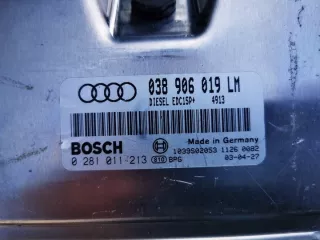 038 906 019 LM
DIESEL EDC15P+ 4913
BOSCH
Made in Germany
1039S02053 1126 0082
0 281 011-213 BPG 03-04-27